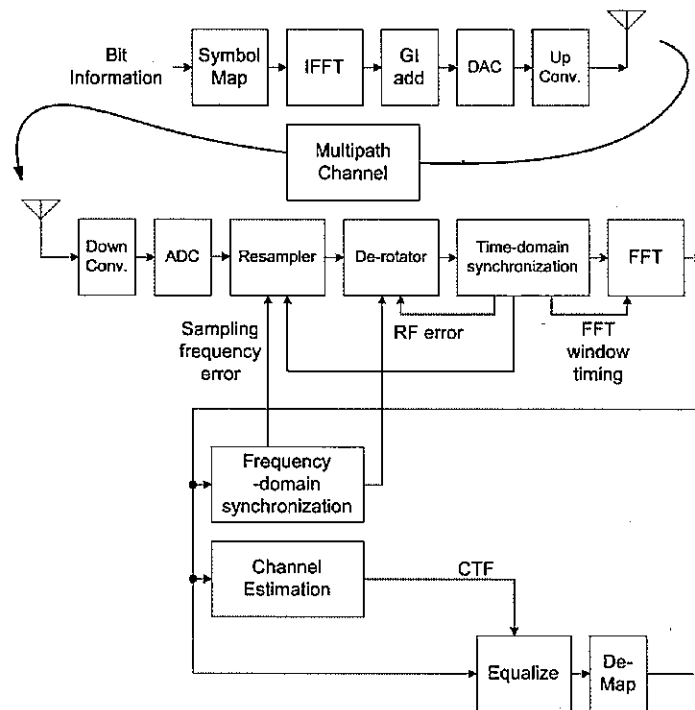 Bit
Information
Symbol
Map
IFFT
GI
add
DAC
Up
Conv.
Multipath
Channel
Down
Conv.
ADC
Resampler
De-rotator
Time-domain
synchronization
FFT
Sampling
frequency
error
RF error
FFT
window
timing
Frequency
-domain
synchronization
Channel
Estimation
CTF
Equalize
De-
Map